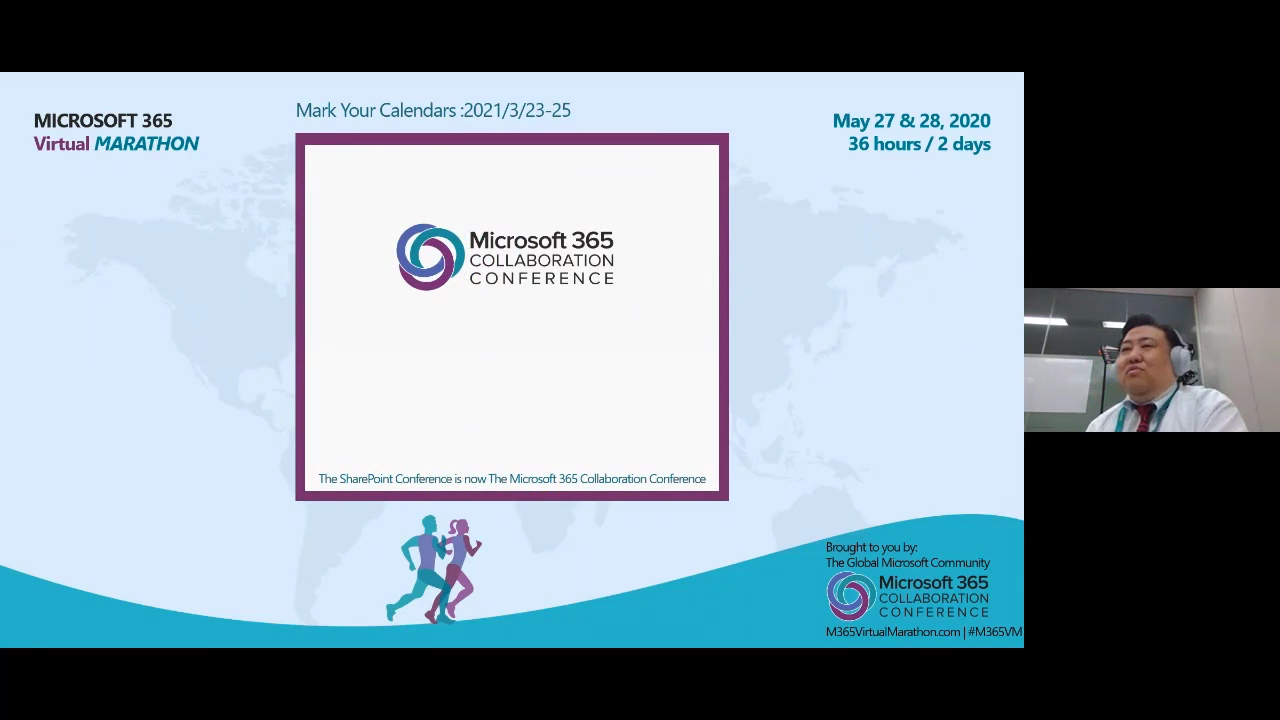 MICROSOFT 365
Virtual MARATHON
Mark Your Calendars :2021/3/23-25
May 27 & 28, 2020
36 hours / 2 days
Microsoft 365
COLLABORATION
CONFERENCE
The SharePoint Conference is now The Microsoft 365 Collaboration Conference
Brought to you by:
The Global Microsoft Community
Microsoft 365
COLLABORATION
CONFERENCE
M365VirtualMarathon.com | #M365VM